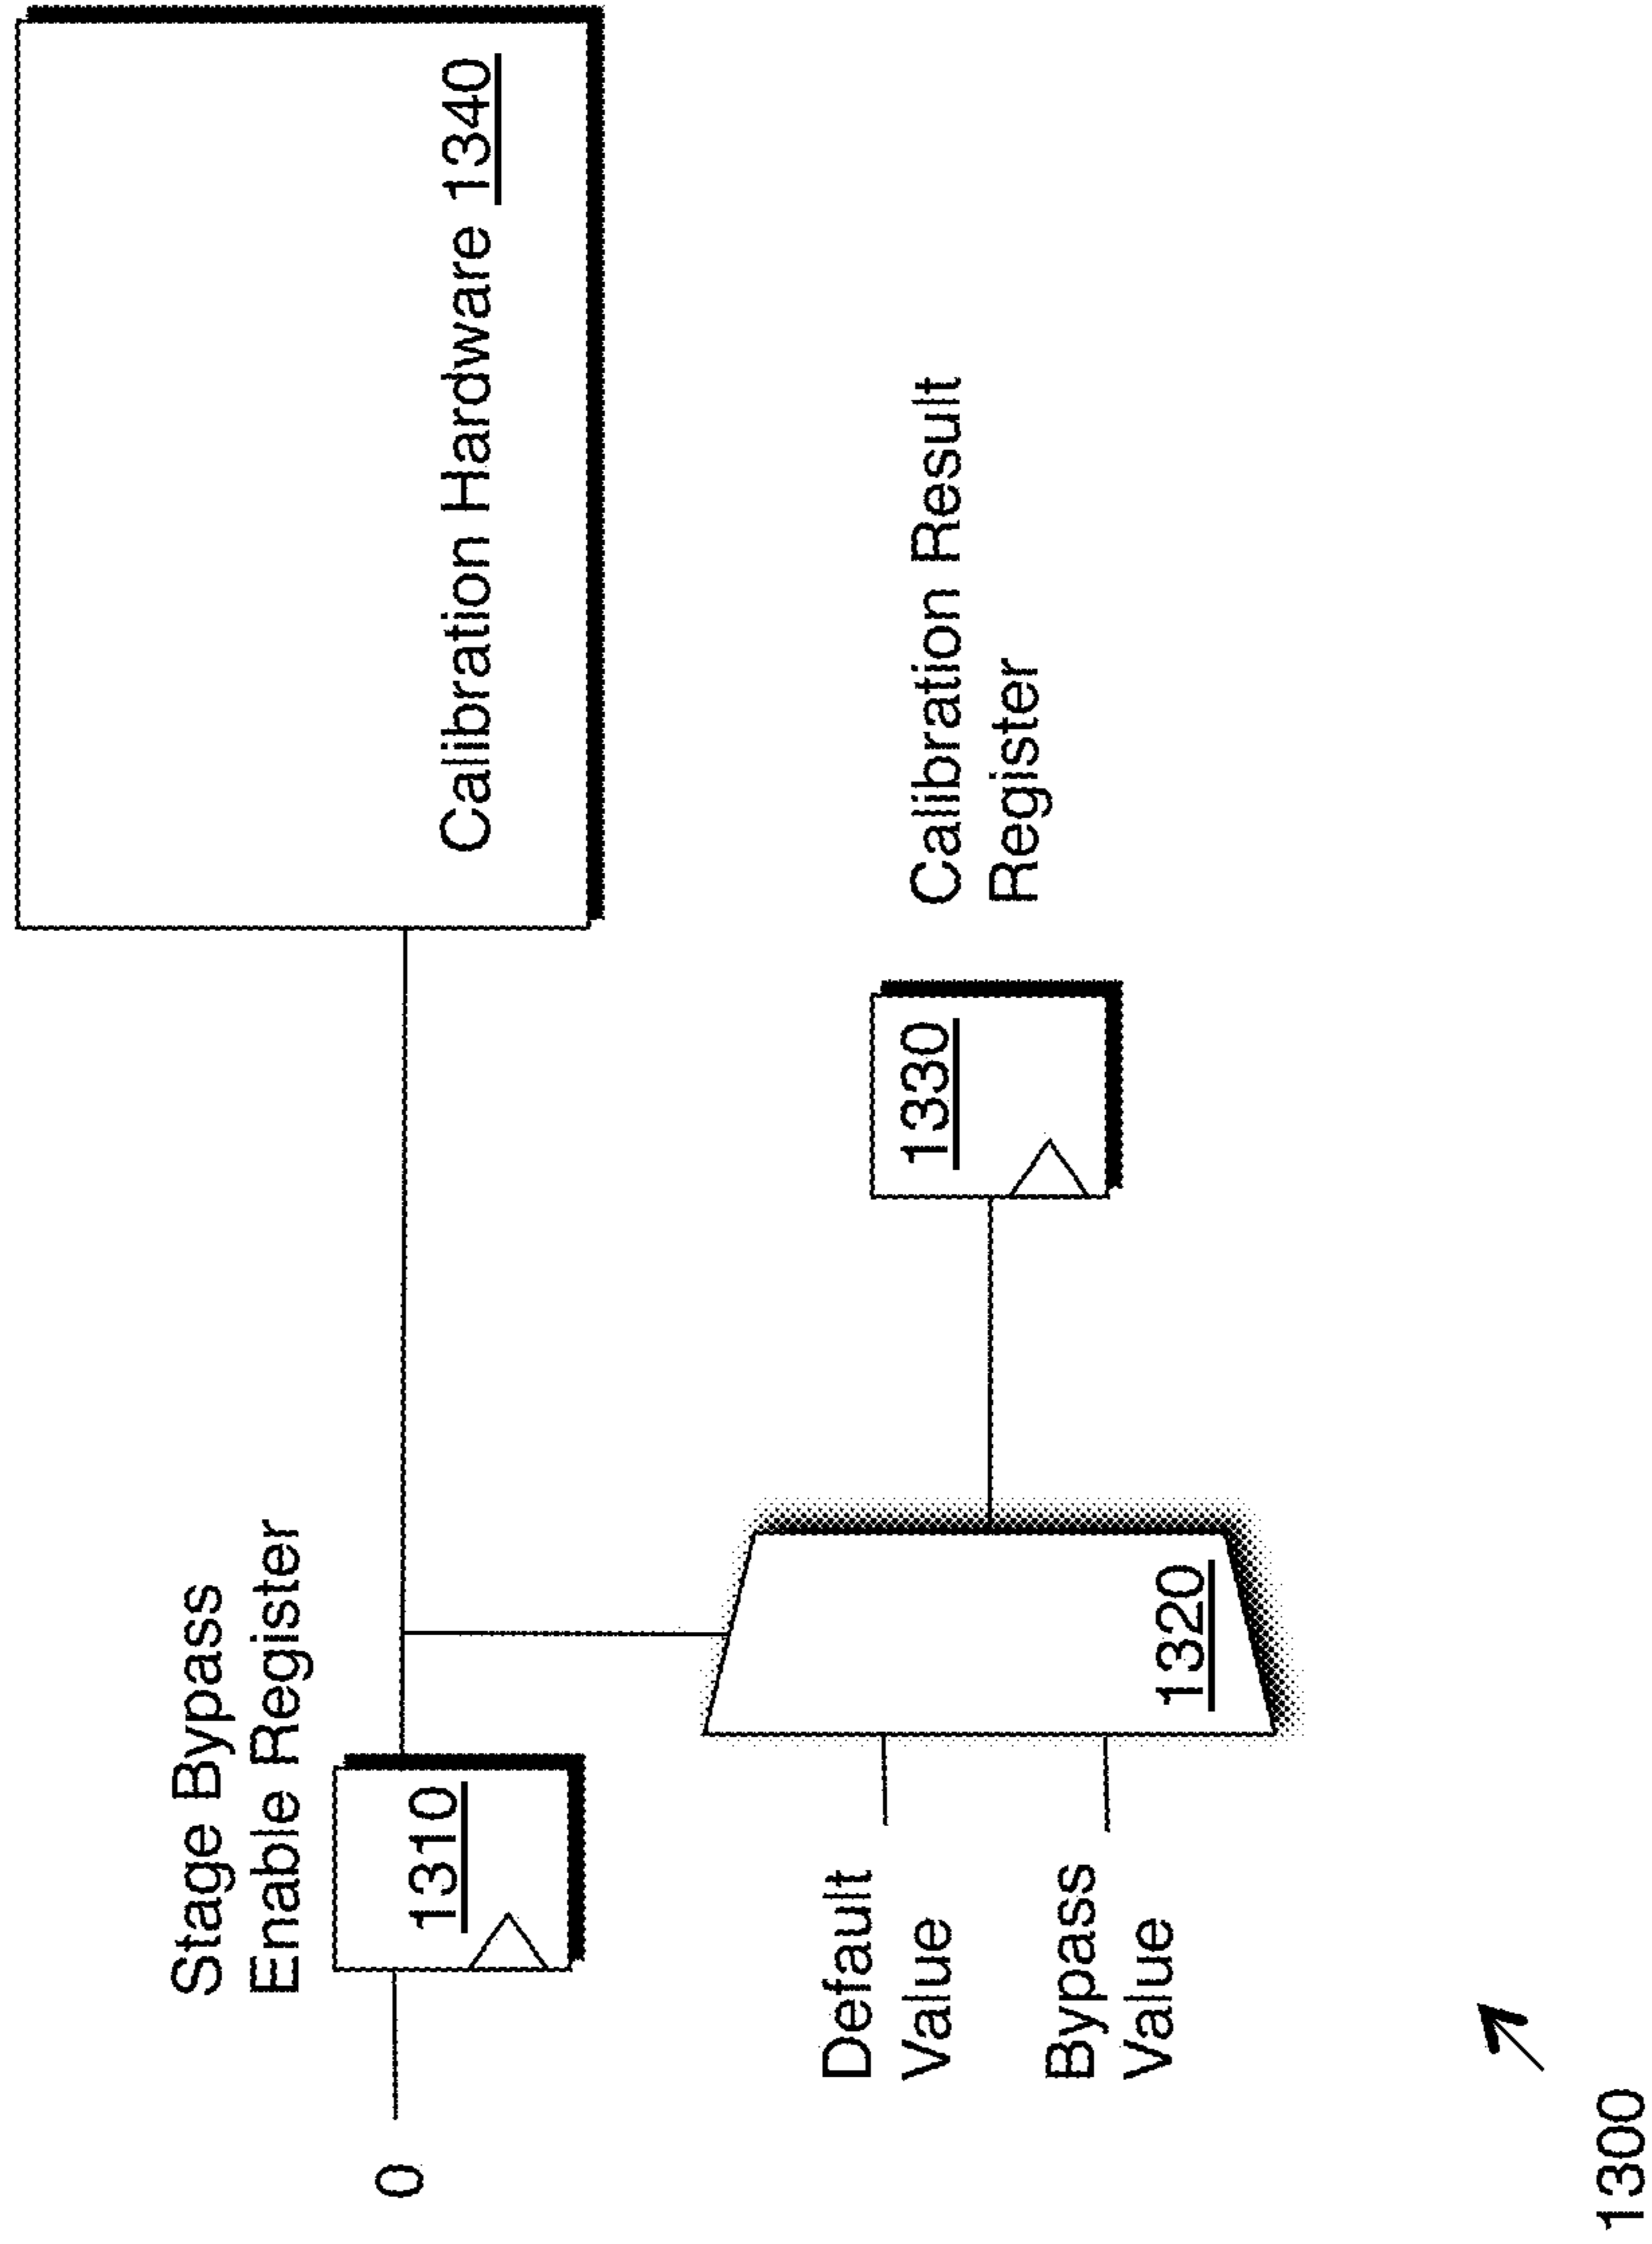 Stage Bypass
Enable Register
0
1310
Calibration Hardware 1340
Default
Value
Bypass
Value
1320
1330
Calibration Result
Register
1300